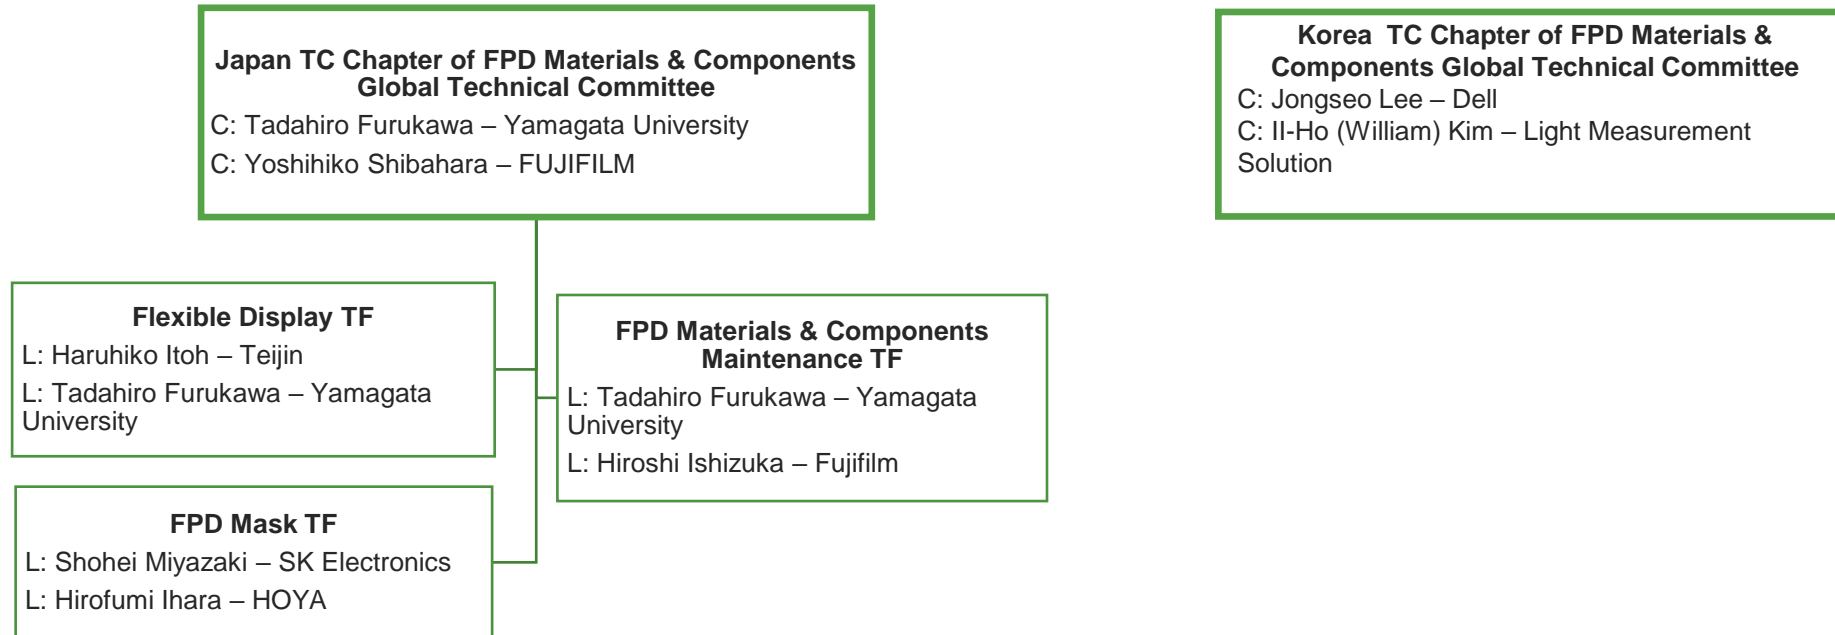 Japan TC Chapter of FPD Materials & Components
Global Technical Committee
C: Tadahiro Furukawa – Yamagata University
C: Yoshihiko Shibahara – FUJIFILM
Korea  TC Chapter of FPD Materials &
Components Global Technical Committee
C: Jongseo Lee – Dell
C: II-Ho (William) Kim – Light Measurement
Solution
Flexible Display TF
L: Haruhiko Itoh – Teijin
L: Tadahiro Furukawa – Yamagata
University
FPD Materials & Components
Maintenance TF
L: Tadahiro Furukawa – Yamagata
University
L: Hiroshi Ishizuka – Fujifilm
FPD Mask TF
L: Shohei Miyazaki – SK Electronics
L: Hirofumi Ihara – HOYA